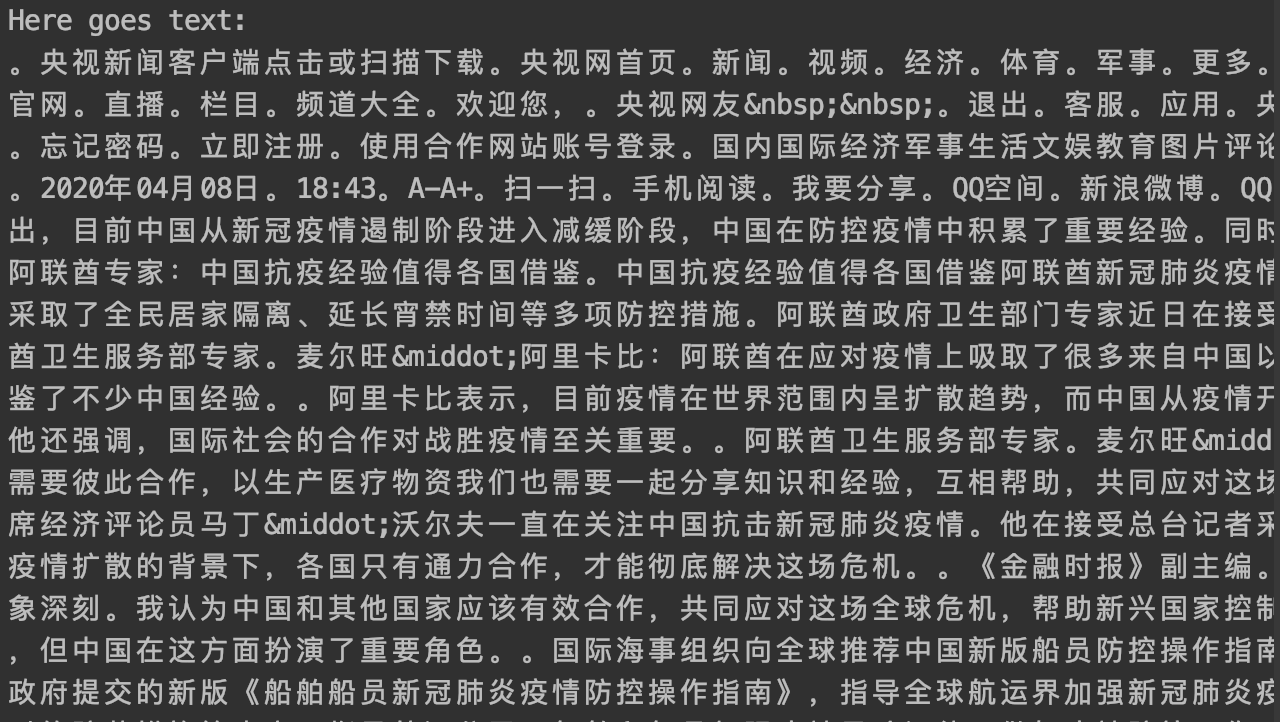 Here goes text:
。央视新闻客户端点击或扫描下载。央视网首页。新闻。视频。经济。体育。军事。更多。
官网。直播。栏目。频道大全。欢迎您，。央视网友&nbsp;&nbsp;。退出。客服。应用。央
。忘记密码。立即注册。使用合作网站账号登录。国内国际经济军事生活文娱教育图片评论
。2020年04月08日。18:43。A-A+。扫一扫。手机阅读。我要分享。QQ空间。新浪微博。QQ
出，目前中国从新冠疫情遏制阶段进入减缓阶段，中国在防控疫情中积累了重要经验。同时
阿联酋专家：中国抗疫经验值得各国借鉴。中国抗疫经验值得各国借鉴阿联酋新冠肺炎疫情
采取了全民居家隔离、延长宵禁时间等多项防控措施。阿联酋政府卫生部门专家近日在接受
酋卫生服务部专家。麦尔旺&middot;阿里卡比：阿联酋在应对疫情上吸取了很多来自中国以
鉴了不少中国经验。。阿里卡比表示，目前疫情在世界范围内呈扩散趋势，而中国从疫情开
他还强调，国际社会的合作对战胜疫情至关重要。。阿联酋卫生服务部专家。麦尔旺&midd
需要彼此合作，以生产医疗物资我们也需要一起分享知识和经验，互相帮助，共同应对这场
席经济评论员马丁&middot;沃尔夫一直在关注中国抗击新冠肺炎疫情。他在接受总台记者采
疫情扩散的背景下，各国只有通力合作，才能彻底解决这场危机。。《金融时报》副主编。
象深刻。我认为中国和其他国家应该有效合作，共同应对这场全球危机，帮助新兴国家控制
，但中国在这方面扮演了重要角色。。国际海事组织向全球推荐中国新版船员防控操作指南
政府提交的新版《船舶船员新冠肺炎疫情防控操作指南》，指导全球航运界加强新冠肺炎疫